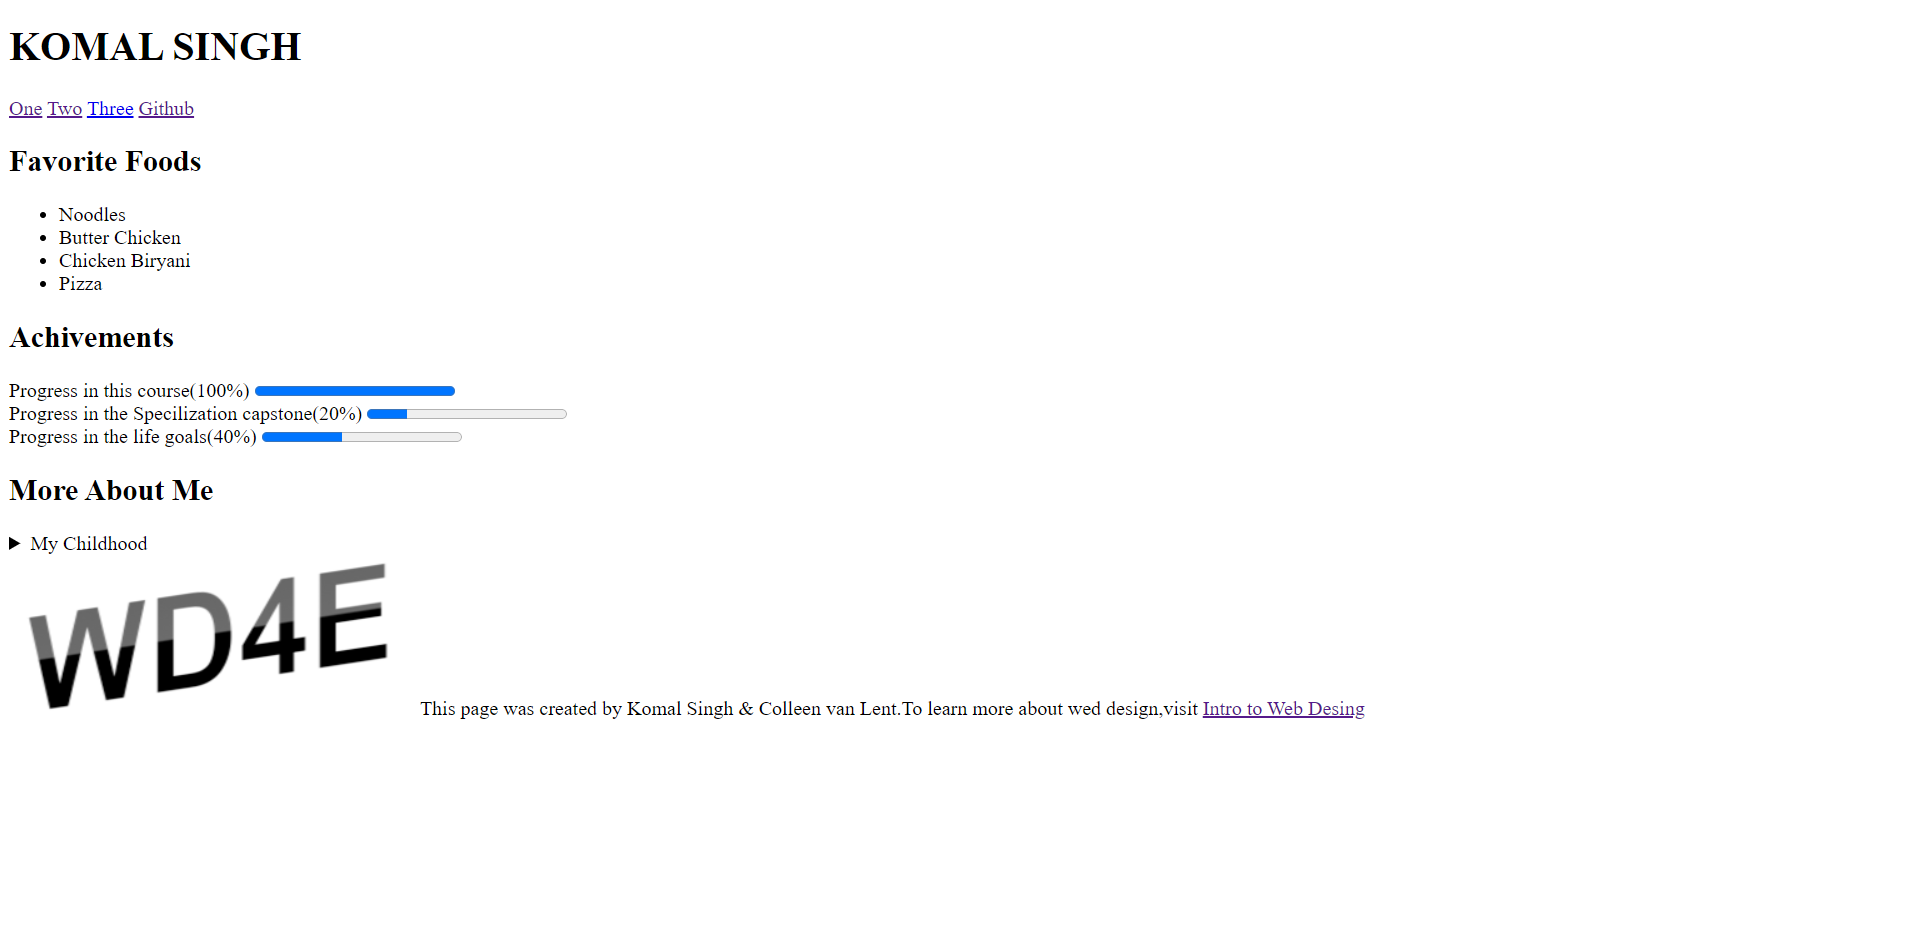 KOMAL SINGH
One Two Three Github
Favorite Foods
Noodles
Butter Chicken
Chicken Biryani
Pizza
Achivements
Progress in this course(100%)
Progress in the Specilization capstone(20%)
Progress in the life goals(40%)
More About Me
My Childhood
WD4E
This page was created by Komal Singh & Colleen van Lent.To learn more about wed design,visit Intro to Web Desing